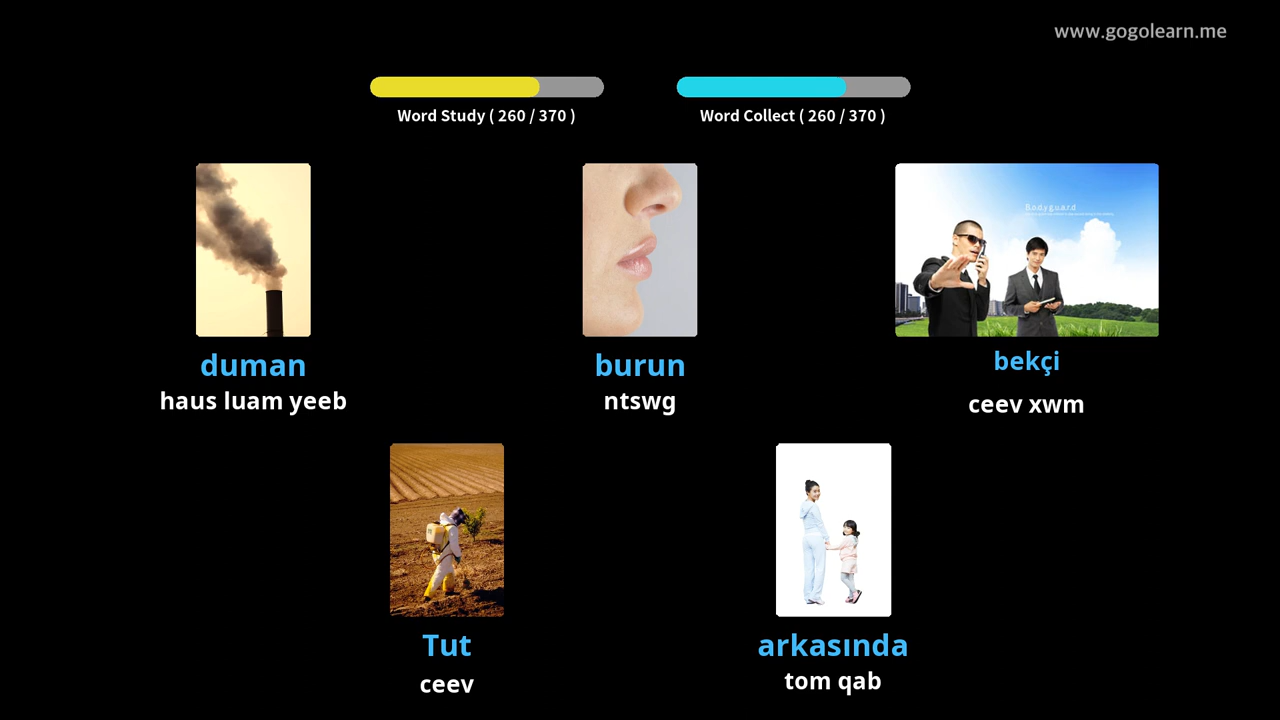 www.gogolearn.me
Word Study ( 260 / 370 )
Word Collect ( 260 / 370 )
Bodyguard
duman
haus luam yeeb
burun
ntswg
bekçi
ceev xwm
Tut
ceev
arkasında
tom qab